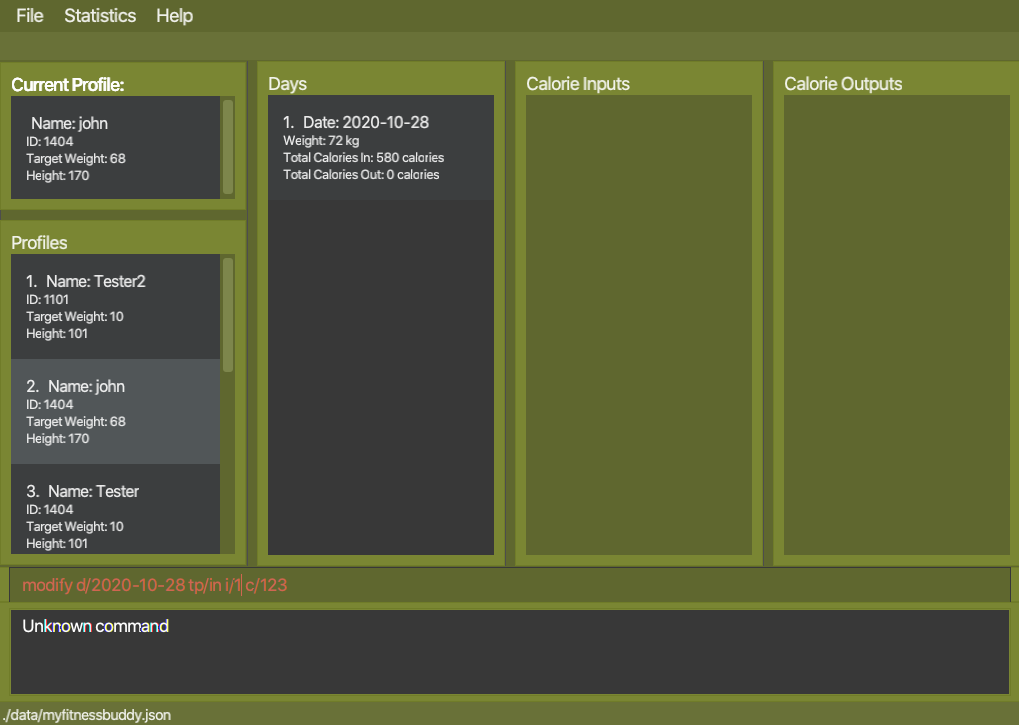 File Statistics Help
Current Profile:
Name: john
ID: 1404
Target Weight: 68
Height: 170
Profiles
1. Name: Tester2
ID: 1101
Target Weight: 10
Height: 101
2. Name: john
ID: 1404
Target Weight: 68
Height: 170
3. Name: Tester
ID: 1404
Target Weight: 10
Height: 101
Days
1. Date: 2020-10-28
Weight: 72 kg
Total Calories In: 580 calories
Total Calories Out: 0 calories
Calorie Inputs
Calorie Outputs
modify d/2020-10-28 tp/in i/1 c/123
Unknown command
./data/myfitnessbuddy.json